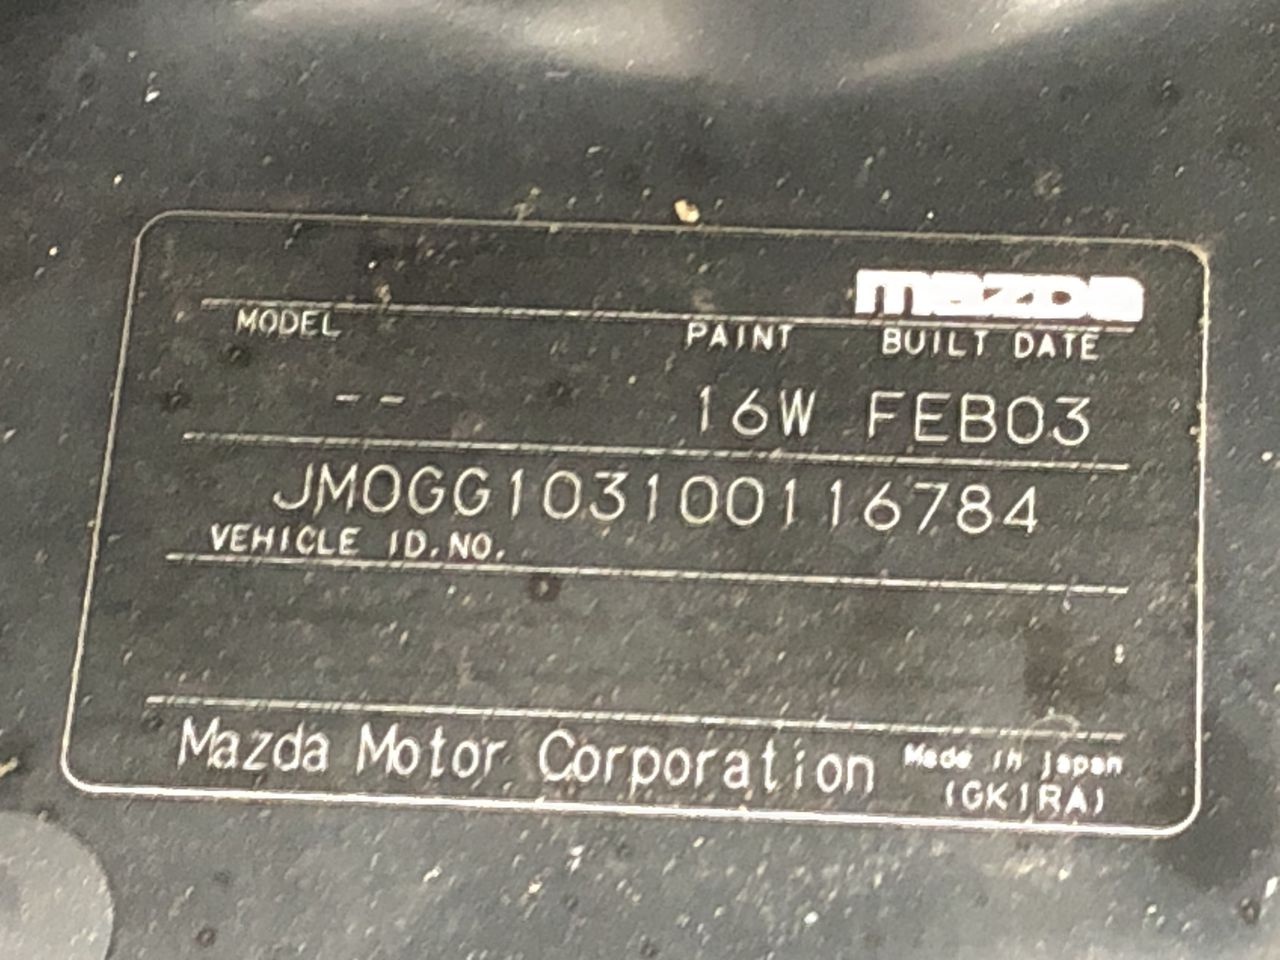 mazda
MODEL PAINT BUILT DATE
-- 16W FEB03
JM0GG103100116784
VEHICLE ID.NO.
Mazda Motor Corporation Made in Japan
(GK1RA)